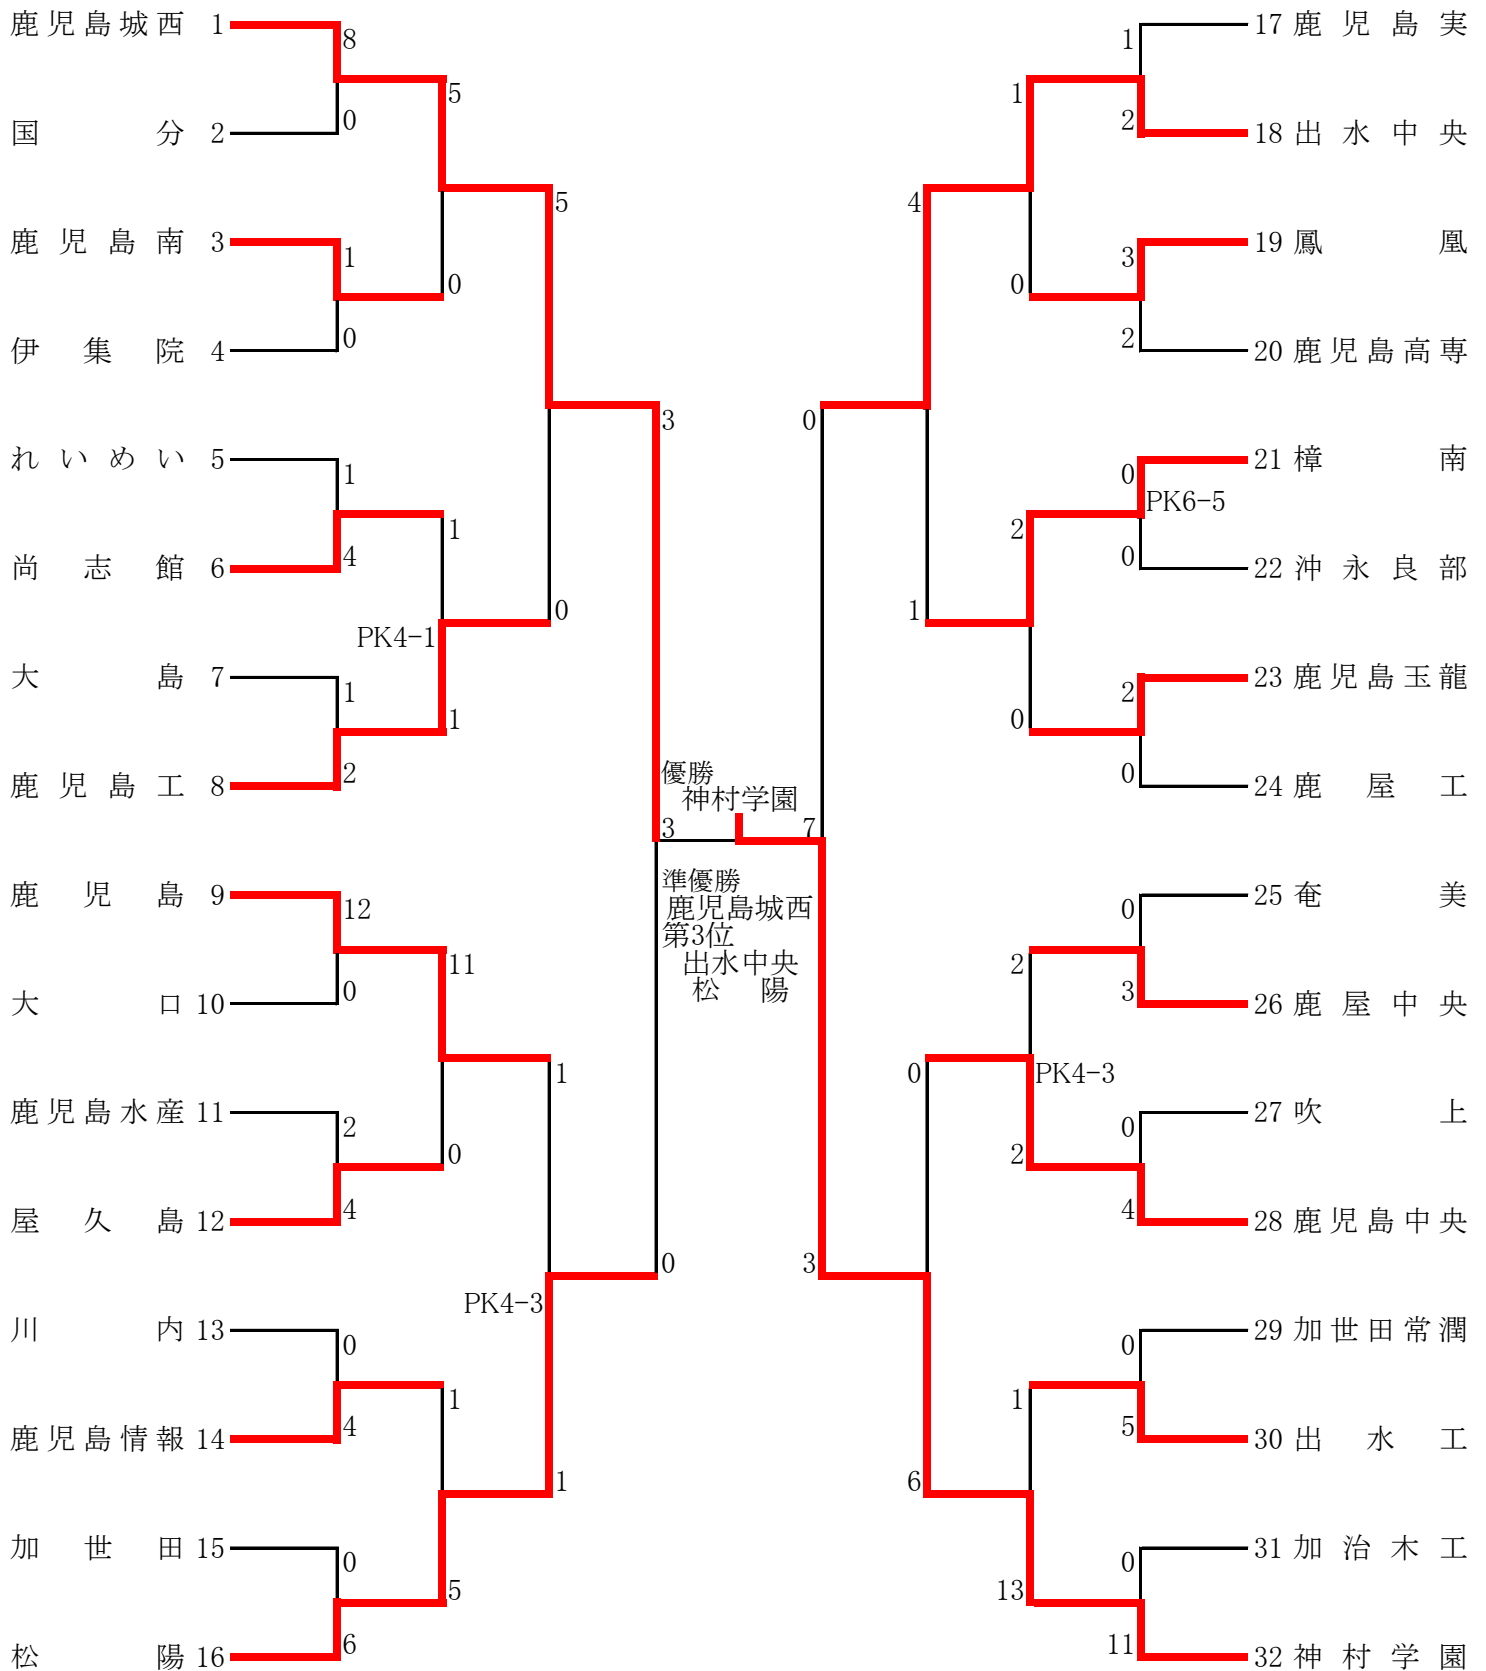 鹿児島城西 1
8
5
0
国分 2
5
鹿児島南 3
1
0
0
伊集院 4
3
れいめい 5
1
1
4
尚志館 6
0
PK4-1
大島 7
1
1
2
鹿児島工 8
優勝
神村学園
3 7
準優勝
鹿児島城西
第3位
出水中央
松陽
鹿児島 9
12
11
0
大口 10
1
鹿児島水産 11
2
0
4
屋久島 12
0
PK4-3
川内 13
0
1
4
鹿児島情報 14
1
加世田 15
0
5
6
松陽 16
17 鹿児島実
1
1
2
18 出水中央
4
19 鳳凰
3
0
2
20 鹿児島高専
0
21 樟南
0
PK6-5
2
0
22 沖永良部
1
23 鹿児島玉龍
2
0
0
24 鹿屋工
25 奄美
0
2
3
26 鹿屋中央
0
PK4-3
27 吹上
0
2
4
28 鹿児島中央
3
29 加世田常潤
0
1
5
30 出水工
6
31 加治木工
0
13
11
32 神村学園